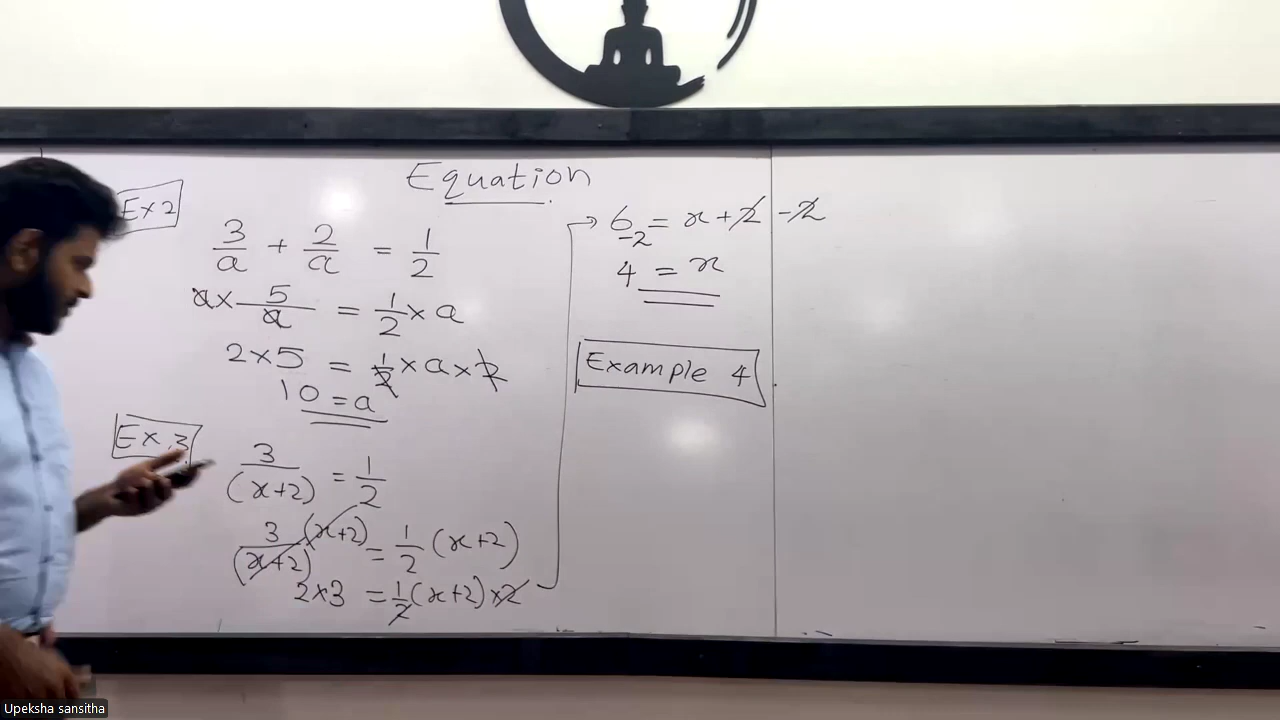 Equation
Ex 2
3/a + 2/a = 1/2
a × 5/a = 1/2 × a
2 × 5 = 1/2 × a × 2
10 = a
Ex 3
3/(x+2) = 1/2
3/(x+2) (x+2) = 1/2 (x+2)
2×3 = 1/2 (x+2) × 2
→ 6 -2 = x + 2 - 2
4 = x
Example 4
Upeksha sansitha